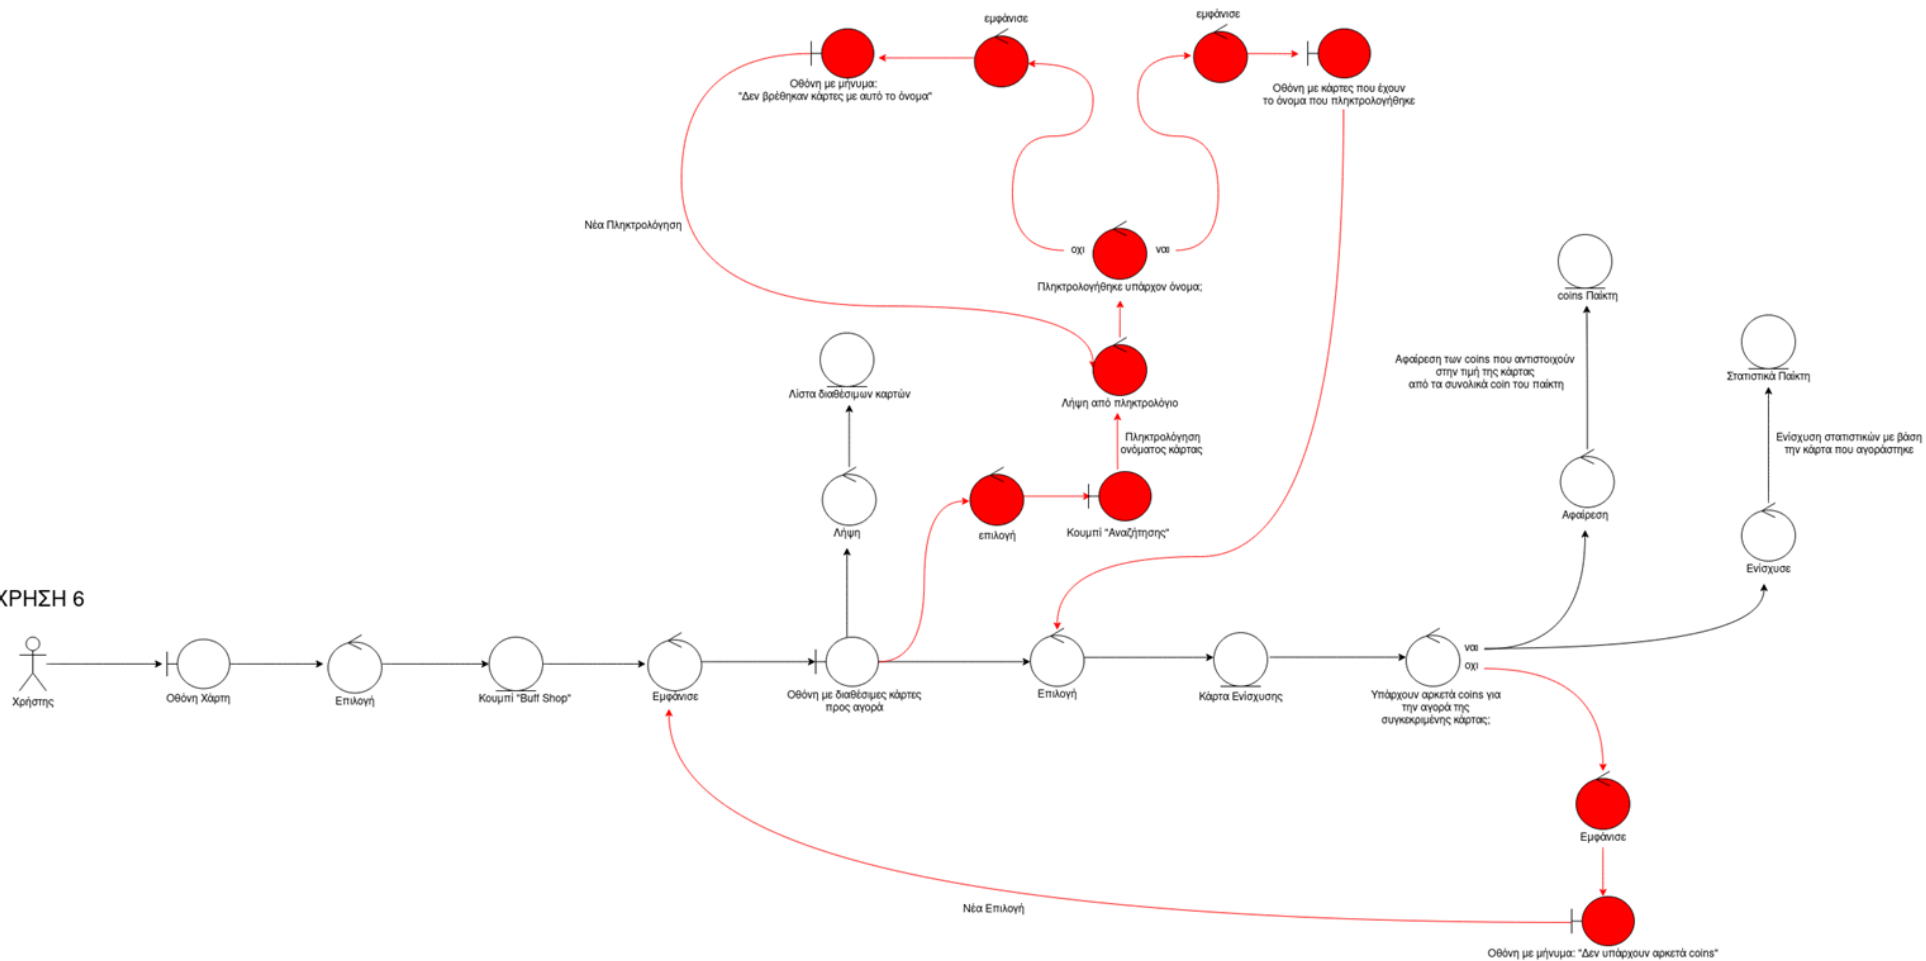 εμφάνισε
εμφάνισε
Οθόνη με μήνυμα:
"Δεν βρέθηκαν κάρτες με αυτό το όνομα"
Οθόνη με κάρτες που έχουν
το όνομα που πληκτρολογήθηκε
Νέα Πληκτρολόγηση
οχι
ναι
Πληκτρολογήθηκε υπάρχον όνομα;
coins Παίκτη
Λίστα διαθέσιμων καρτών
Λήψη από πληκτρολόγιο
Αφαίρεση των coins που αντιστοιχούν
στην τιμή της κάρτας
από τα συνολικά coin του παίκτη
Στατιστικά Παίκτη
Πληκτρολόγηση
ονόματος κάρτας
Ενίσχυση στατιστικών με βάση
την κάρτα που αγοράστηκε
Λήψη
επιλογή
Κουμπί "Αναζήτησης"
Αφαίρεση
Ενίσχυσε
ΧΡΗΣΗ 6
Χρήστης
Οθόνη Χάρτη
Επιλογή
Κουμπί "Buff Shop"
Εμφάνισε
Οθόνη με διαθέσιμες κάρτες
προς αγορά
Επιλογή
Κάρτα Ενίσχυσης
Υπάρχουν αρκετά coins για
την αγορά της
συγκεκριμένης κάρτας;
ναι
οχι
Εμφάνισε
Νέα Επιλογή
Οθόνη με μήνυμα: "Δεν υπάρχουν αρκετά coins"